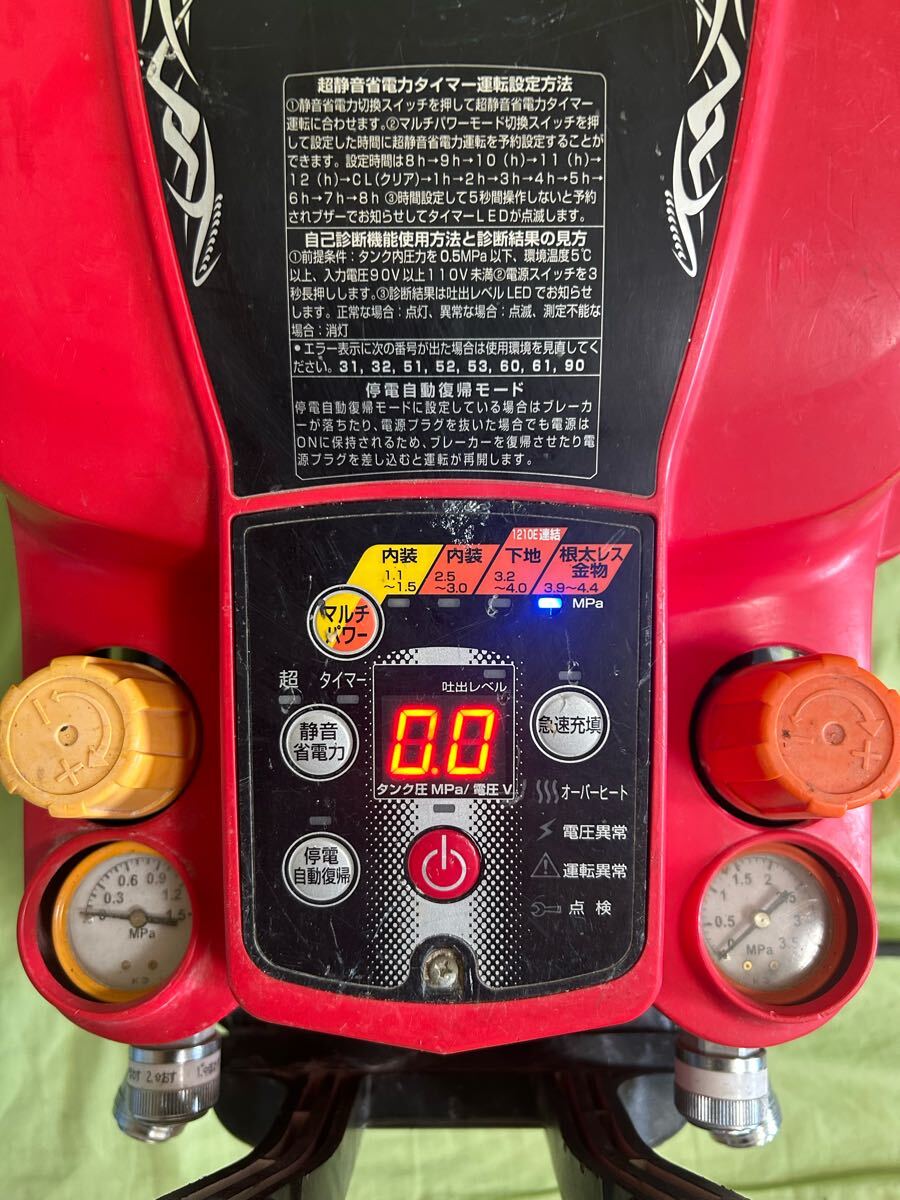 超静音省電力タイマー運転設定方法
①静音省電力切換スイッチを押して超静音省電力タイマー
運転に合わせます。②マルチパワーモード切換スイッチを押
して設定した時間に超静音省電力運転を予約設定することが
できます。設定時間は8h→9h→10(h)→11(h)→
12(h)→CL(クリア)→1h→2h→3h→4h→5h→
6h→7h→8h ③時間設定して5秒間操作しないと予約
されブザーでお知らせしてタイマーLEDが点滅します。
自己診断機能使用方法と診断結果の見方
①前提条件：タンク内圧力を0.5MPa以下、環境温度5℃
以上、入力電圧90V以上110V未満②電源スイッチを3
秒長押しします。③診断結果は吐出レベルLEDでお知らせ
します。正常な場合：点灯、異常な場合：点滅、測定不能な
場合：消灯
•エラー表示に次の番号が出た場合は使用環境を見直してく
ださい。31, 32, 51, 52, 53, 60, 61, 90
停電自動復帰モード
停電自動復帰モードに設定している場合はブレーカ
ーが落ちたり、電源プラグを抜いた場合でも電源は
ONに保持されるため、ブレーカーを復帰させたり電
源プラグを差し込むと運転が再開します。
1210E連結
内装
1.1
～1.5
内装
2.5
～3.0
下地
3.2
～4.0
根太レス
金物
3.9～4.4
MPa
マルチ
パワー
超 タイマー
静音
省電力
吐出レベル
0.0
タンク圧 MPa/ 電圧 V
急速充填
オーバーヒート
電圧異常
運転異常
点検
停電
自動復帰
0
0.3
0.6
0.9
1.2
1.5
MPa
0
0.5
1
1.5
2
3.5
MPa